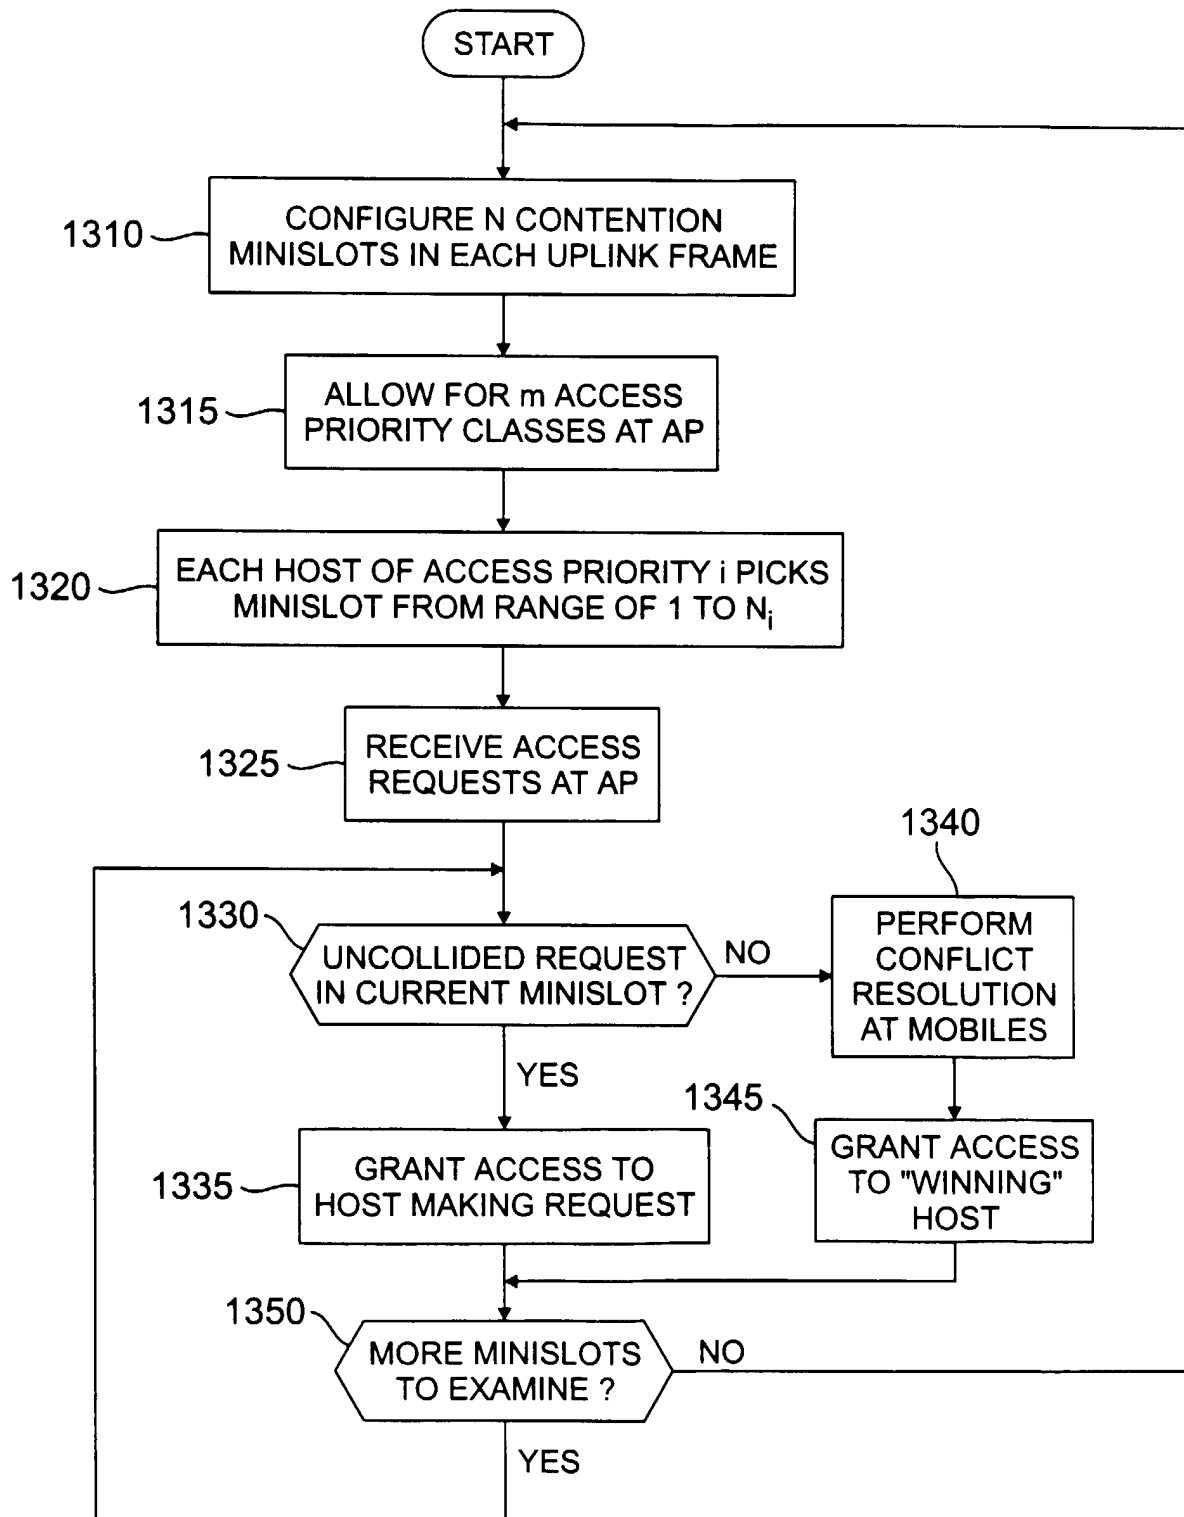 START
1310
CONFIGURE N CONTENTION
MINISLOTS IN EACH UPLINK FRAME
1315
ALLOW FOR m ACCESS
PRIORITY CLASSES AT AP
1320
EACH HOST OF ACCESS PRIORITY i PICKS
MINISLOT FROM RANGE OF 1 TO Ni
1325
RECEIVE ACCESS
REQUESTS AT AP
1330
UNCOLLIDED REQUEST
IN CURRENT MINISLOT ?
NO
1340
PERFORM
CONFLICT
RESOLUTION
AT MOBILES
YES
1335
GRANT ACCESS TO
HOST MAKING REQUEST
1345
GRANT ACCESS
TO "WINNING"
HOST
1350
MORE MINISLOTS
TO EXAMINE ?
NO
YES